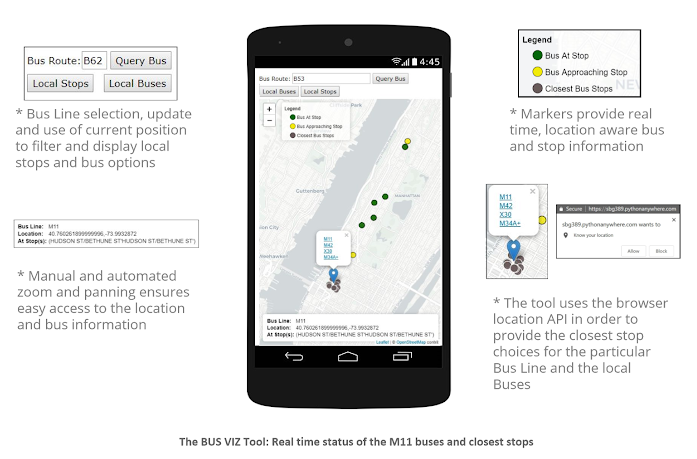 Bus Route: B62 Query Bus
Local Stops Local Buses
* Bus Line selection, update
and use of current position
to filter and display local
stops and bus options
Bus Line: M11
Location: 40.760261899999996,-73.9932872
At Stop(s): (HUDSON ST/BETHUNE ST'HUDSON ST/BETHUNE ST')
* Manual and automated
zoom and panning ensures
easy access to the location
and bus information
4:45
Bus Route: B53 Query Bus
Local Buses Local Stops
+
−
Legend
Bus At Stop
Bus Approaching Stop
Closest Bus Stops
Park
Guttenberg
MANHATTAN
on City
Weehawken
×
M11
M42
X30
M34A+
Bus Line: M11
Location: 40.760261899999996,-73.9932872
At Stop(s): (HUDSON ST/BETHUNE ST'HUDSON ST/BETHUNE ST')
Leaflet | © OpenStreetMap contrib
Legend
Bus At Stop
Bus Approaching Stop
Closest Bus Stops
NEW
* Markers provide real
time, location aware bus
and stop information
×
M11
M42
X30
M34A+
Secure https://sbg389.pythonanywhere.com
sbg389.pythonanywhere.com wants to
×
Know your location
Allow Block
* The tool uses the browser
location API in order to
provide the closest stop
choices for the particular
Bus Line and the local
Buses
The BUS VIZ Tool: Real time status of the M11 buses and closest stops